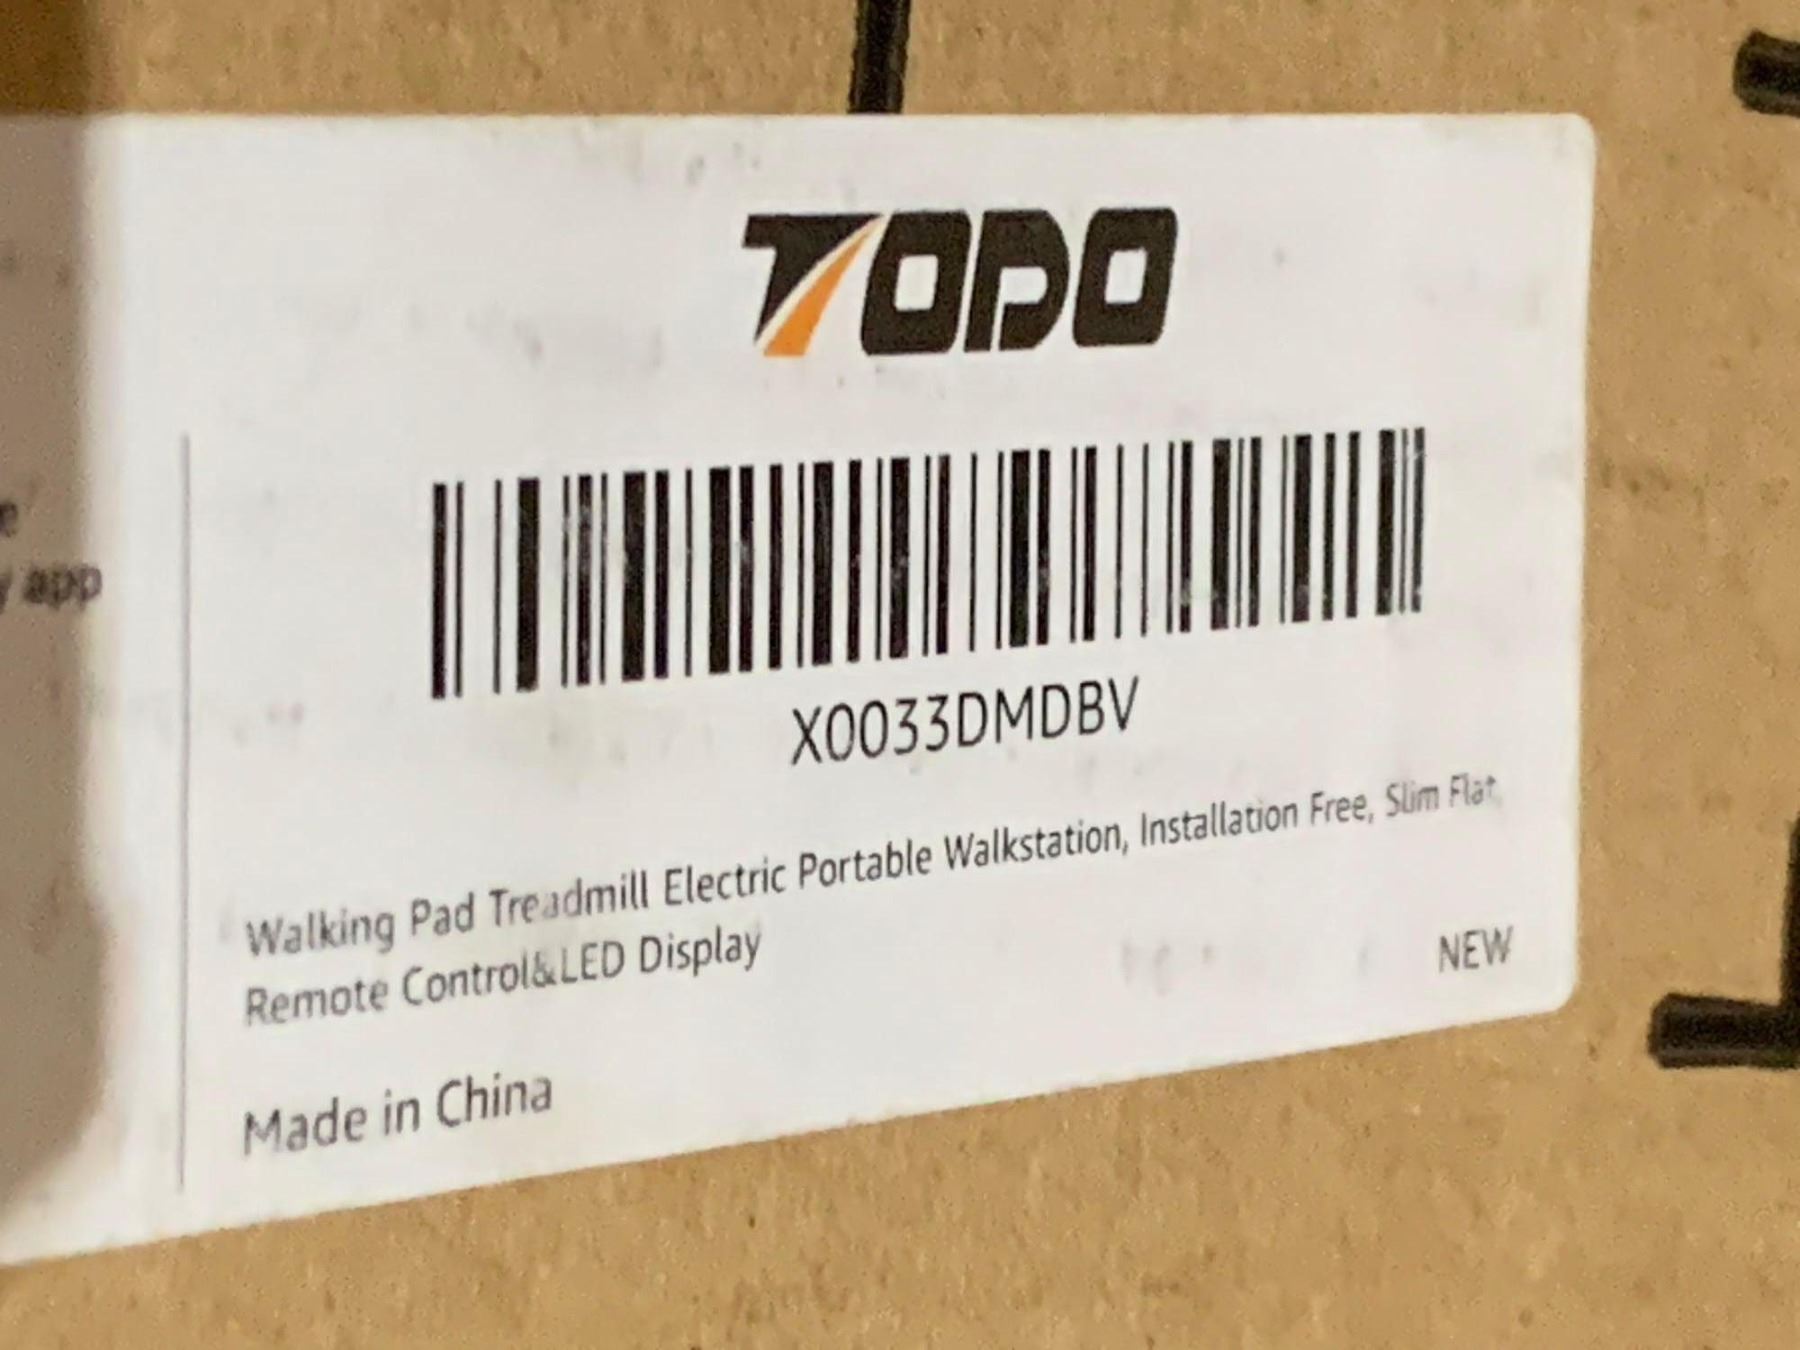 TODO
app
X0033DMDBV
Walking Pad Treadmill Electric Portable Walkstation, Installation Free, Slim Flat,
Remote Control&LED Display
NEW
Made in China